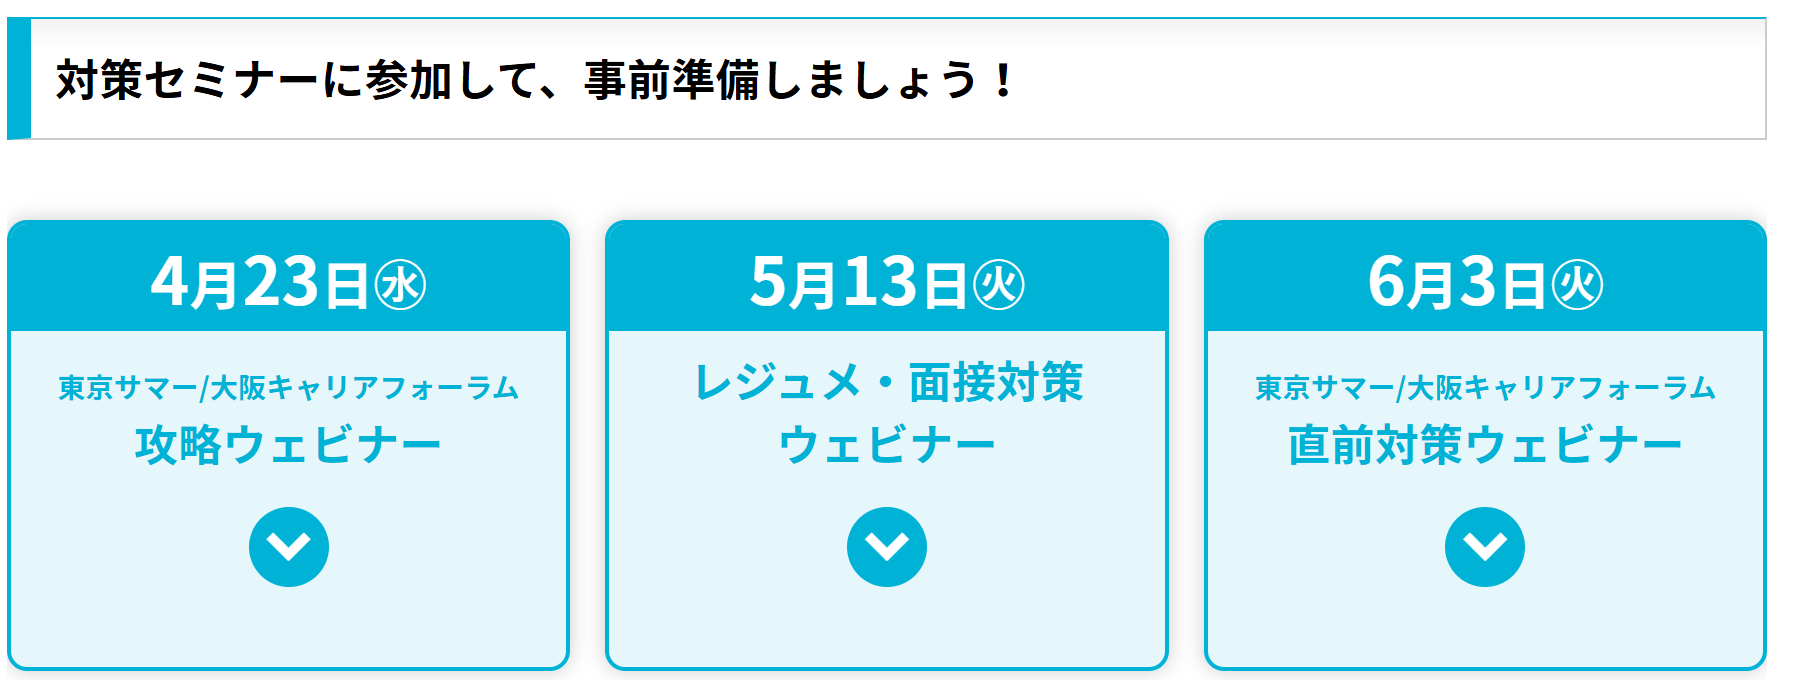 対策セミナーに参加して、事前準備しましょう！
4月23日㊌
東京サマー/大阪キャリアフォーラム
攻略ウェビナー
5月13日㊋
レジュメ・面接対策
ウェビナー
6月3日㊋
東京サマー/大阪キャリアフォーラム
直前対策ウェビナー